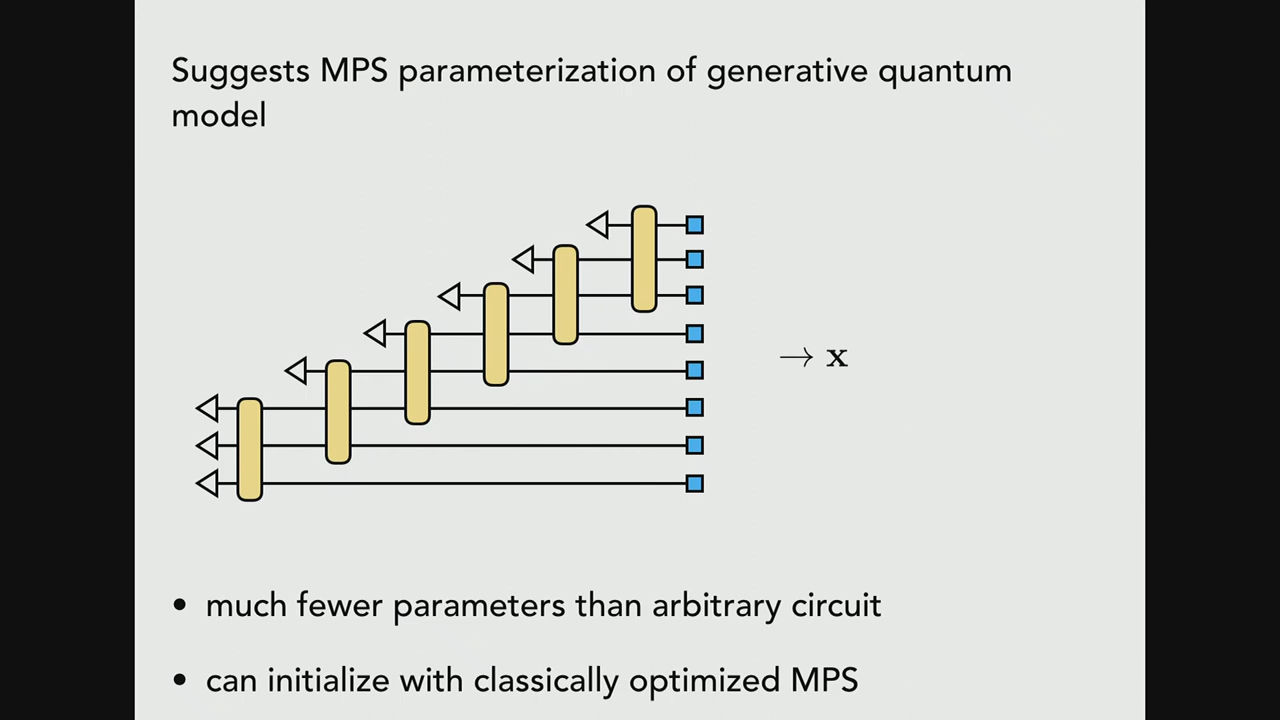 Suggests MPS parameterization of generative quantum
model
→ x
• much fewer parameters than arbitrary circuit
• can initialize with classically optimized MPS